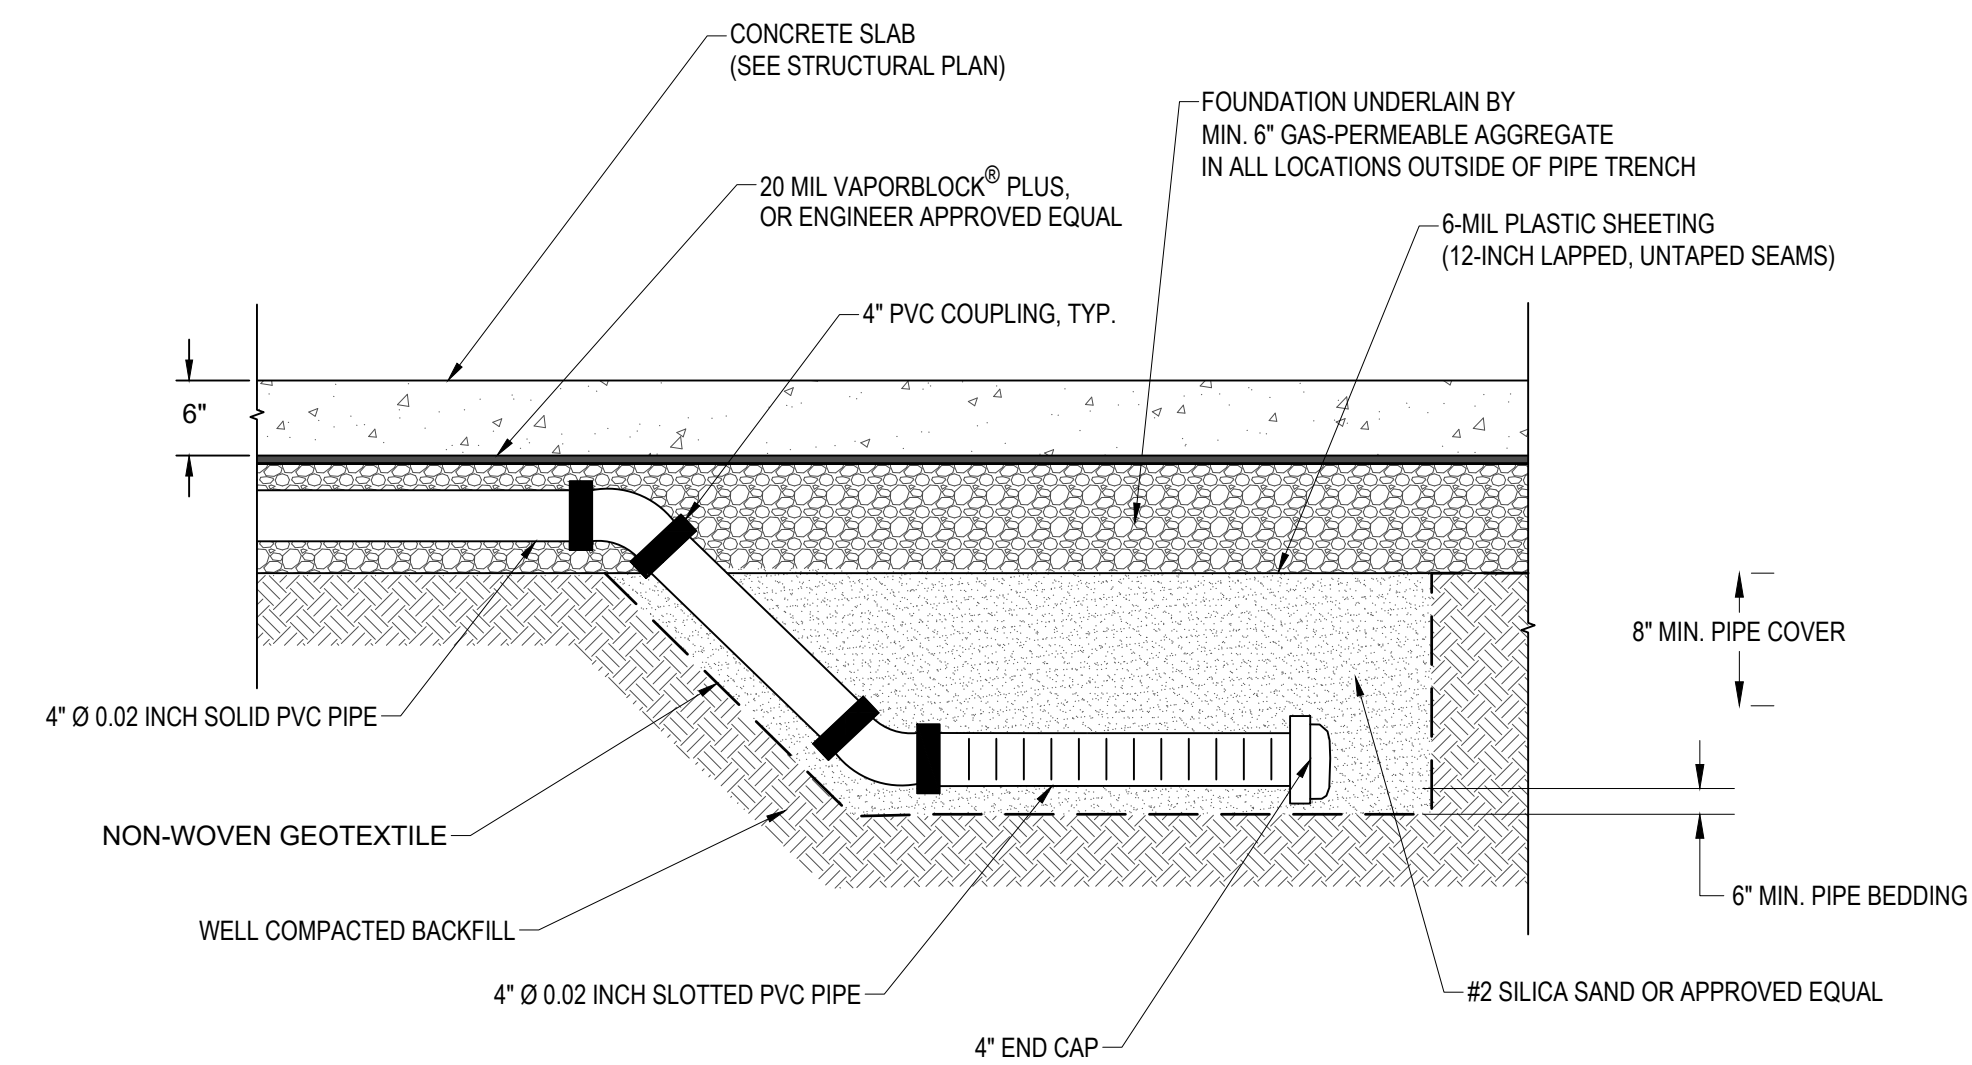 CONCRETE SLAB
(SEE STRUCTURAL PLAN)
FOUNDATION UNDERLAIN BY
MIN. 6" GAS-PERMEABLE AGGREGATE
IN ALL LOCATIONS OUTSIDE OF PIPE TRENCH
20 MIL VAPORBLOCK® PLUS,
OR ENGINEER APPROVED EQUAL
6-MIL PLASTIC SHEETING
(12-INCH LAPPED, UNTAPED SEAMS)
4" PVC COUPLING, TYP.
6"
8" MIN. PIPE COVER
4" Ø 0.02 INCH SOLID PVC PIPE
NON-WOVEN GEOTEXTILE
6" MIN. PIPE BEDDING
WELL COMPACTED BACKFILL
4" Ø 0.02 INCH SLOTTED PVC PIPE
#2 SILICA SAND OR APPROVED EQUAL
4" END CAP